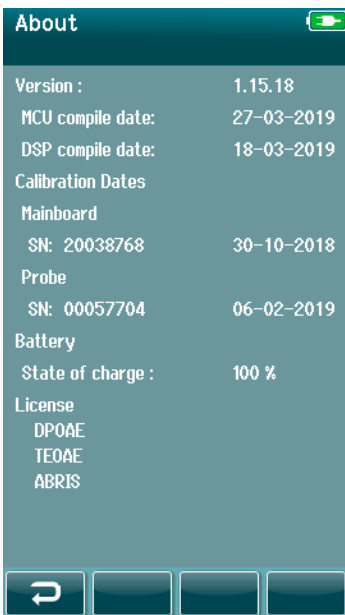 About
Version : 1.15.18
MCU compile date: 27-03-2019
DSP compile date: 18-03-2019
Calibration Dates
Mainboard
SN: 20038768 30-10-2018
Probe
SN: 00057704 06-02-2019
Battery
State of charge : 100 %
License
DPOAE
TEOAE
ABRIS